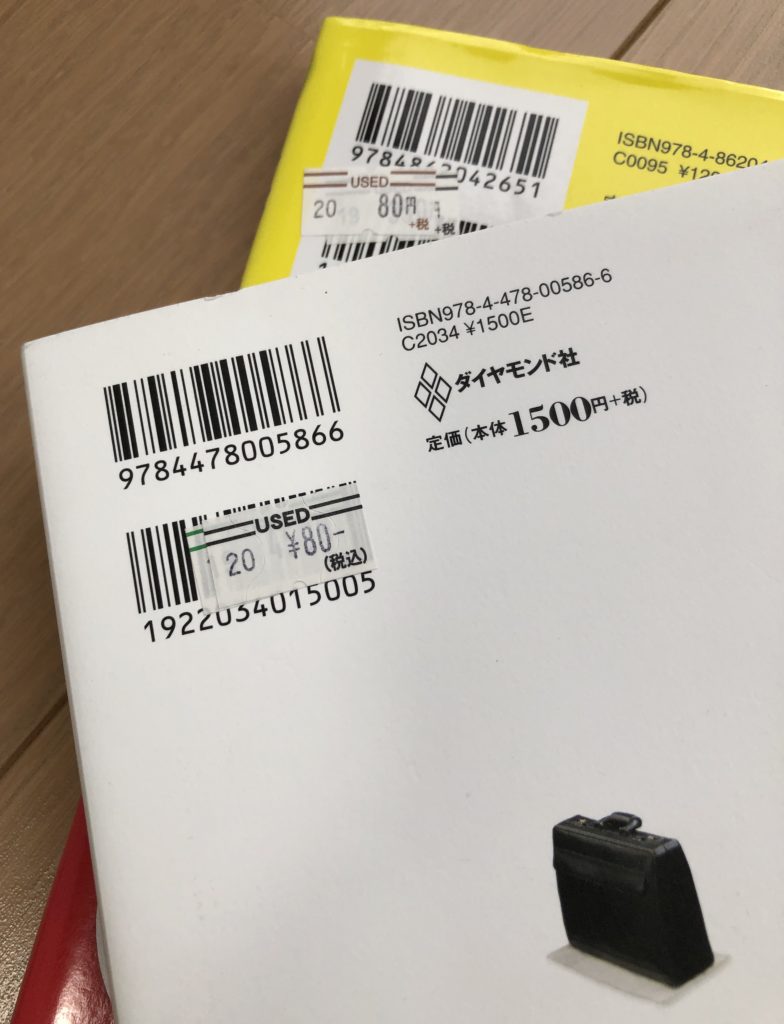 ISBN978-4-8620
C0095 ¥12
USED
20 80円
+税
+税
ISBN978-4-478-00586-6
C2034 ¥1500E
ダイヤモンド社
定価(本体1500円+税)
9784478005866
USED
20 ¥80-
(税込)
1922034015005